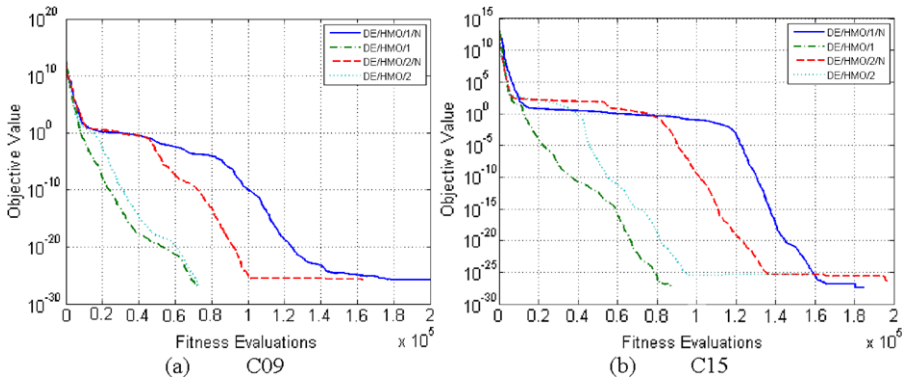 10^20
10^10
10^0
10^-10
10^-20
10^-30
Objective Value
DE/HMO/1/N
DE/HMO/1
DE/HMO/2/N
DE/HMO/2
0 0.2 0.4 0.6 0.8 1 1.2 1.4 1.6 1.8 2
Fitness Evaluations
x 10^5
(a) C09
10^15
10^10
10^6
10^0
10^-5
10^-10
10^-15
10^-20
10^-25
10^-30
Objective Value
DE/HMO/1/N
DE/HMO/1
DE/HMO/2/N
DE/HMO/2
0 0.2 0.4 0.6 0.8 1 1.2 1.4 1.6 1.8 2
Fitness Evaluations
x 10^5
(b) C15